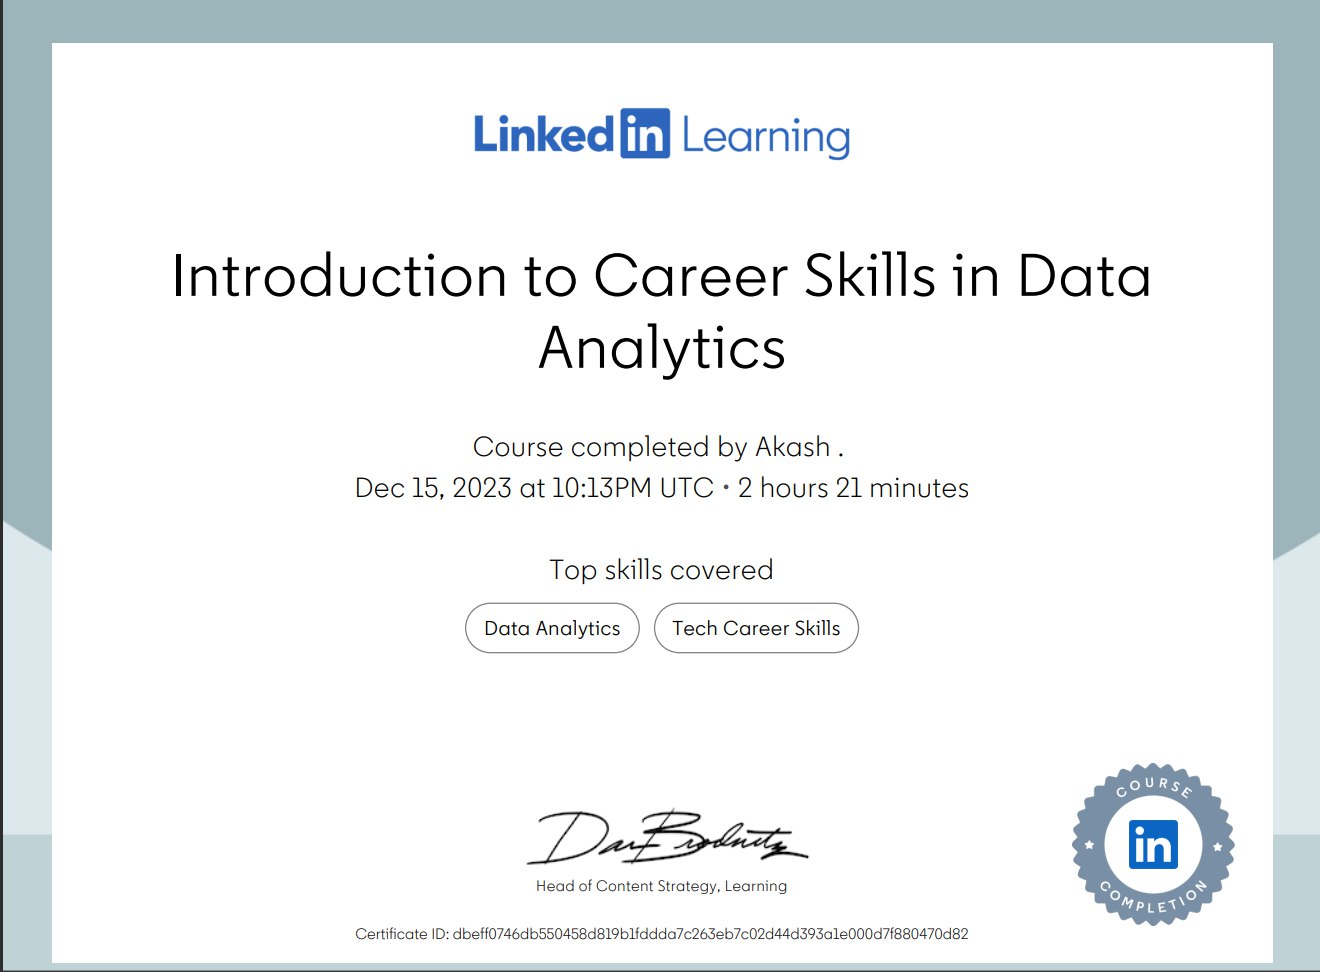 Linked in Learning
Introduction to Career Skills in Data
Analytics
Course completed by Akash .
Dec 15, 2023 at 10:13PM UTC • 2 hours 21 minutes
Top skills covered
Data Analytics Tech Career Skills
Dan Brodnitz
Head of Content Strategy, Learning
COURSE
in
COMPLETION
Certificate ID: dbeff0746db550458d819b1fddda7c263eb7c02d44d393a1e000d7f880470d82